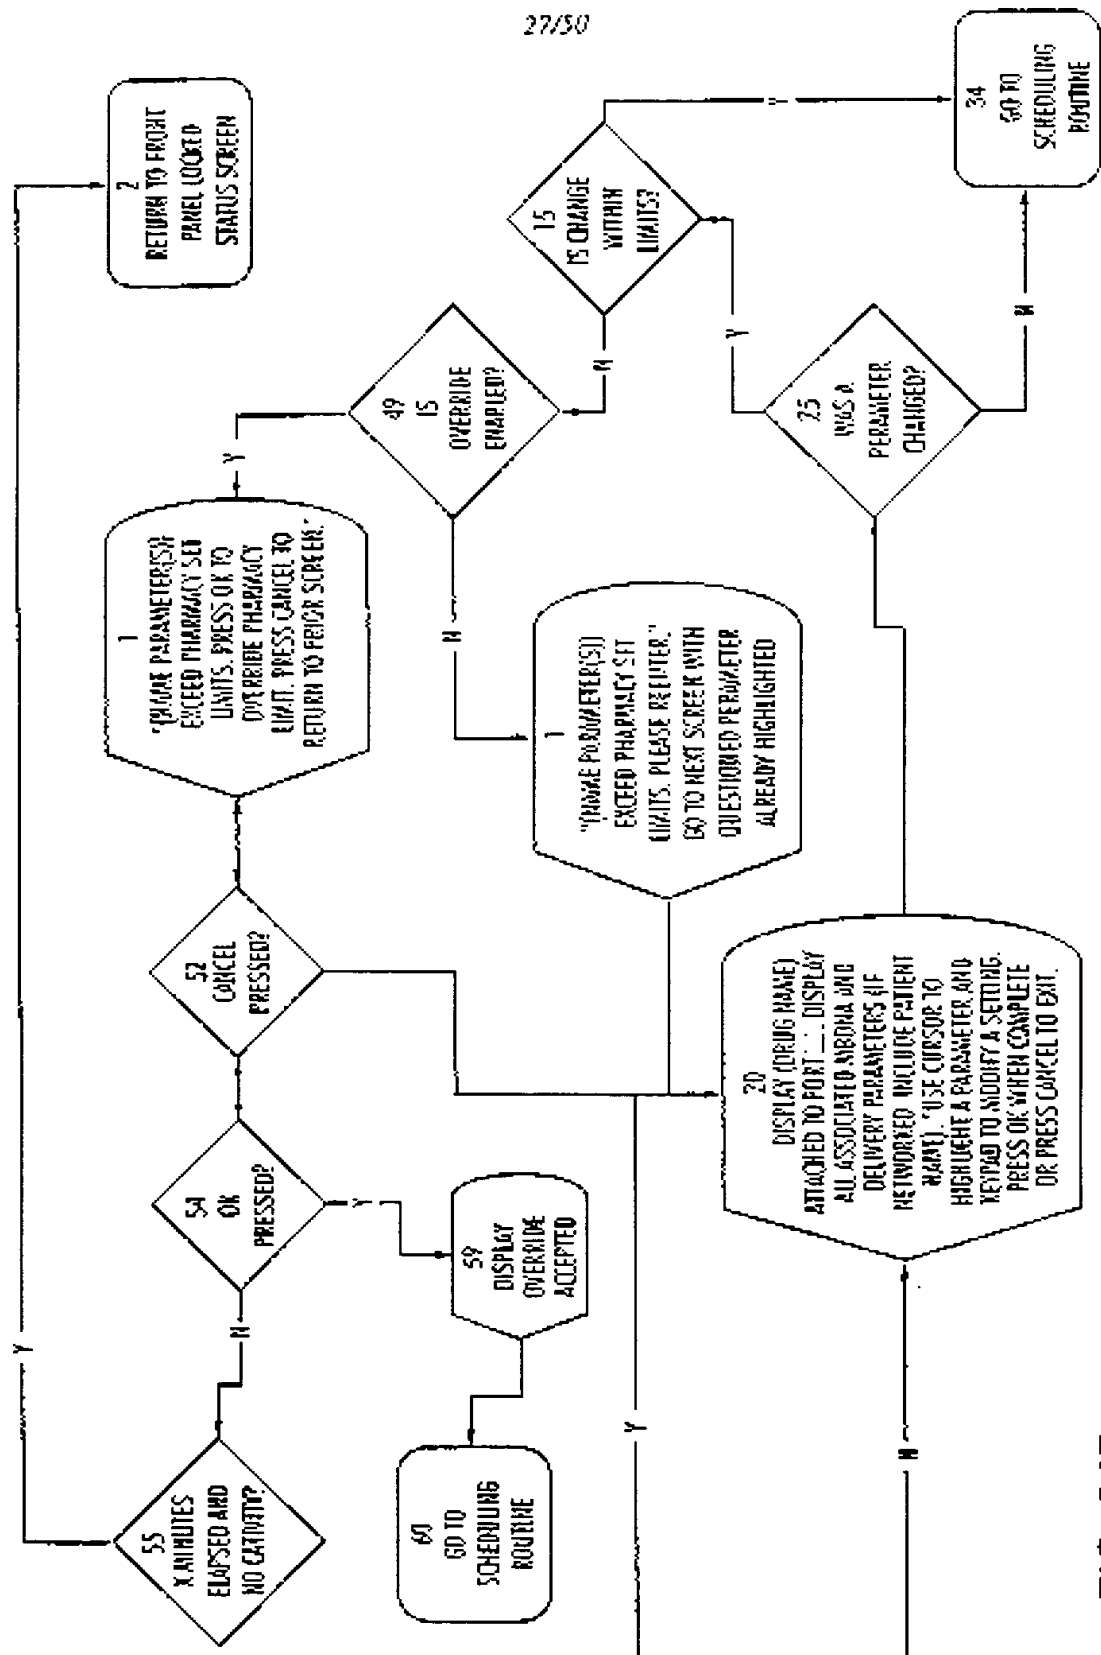 27/50
2
RETURN TO FRONT
PANEL LOCKED
STATUS SCREEN
34
GO TO
SCHEDULING
ROUTINE
Y
15
IS CHANGE
WITHIN
LIMITS?
N
Y
49
IS
OVERRIDE
ENABLED?
Y
N
25
WAS A
PERAMETER
CHANGED?
N
1
"(NAME PARAMETER(S))
EXCEED PHARMACY SET
LIMITS. PRESS OK TO
OVERRIDE PHARMACY
LIMIT. PRESS CANCEL TO
RETURN TO PRIOR SCREEN."
1
"(NAME PARAMETER(S))
EXCEED PHARMACY SET
LIMITS. PLEASE REENTER."
GO TO NEXT SCREEN WITH
QUESTIONED PERAMETER
ALREADY HIGHLIGHTED
52
CANCEL
PRESSED?
20
DISPLAY (DRUG NAME)
ATTACHED TO PORT _ _. DISPLAY
ALL ASSOCIATED MBDNA AND
DELIVERY PARAMETERS (IF
NETWORKED INCLUDE PATIENT
NAME). "USE CURSOR TO
HIGHLIGHT A PARAMETER AND
KEYPAD TO MODIFY A SETTING.
PRESS OK WHEN COMPLETE
OR PRESS CANCEL TO EXIT.
54
OK
PRESSED?
Y
N
59
DISPLAY
OVERRIDE
ACCEPTED
Y
55
X MINUTES
ELAPSED AND
NO CATIVITY?
60
GO TO
SCHEDULING
ROUTINE
Y
N